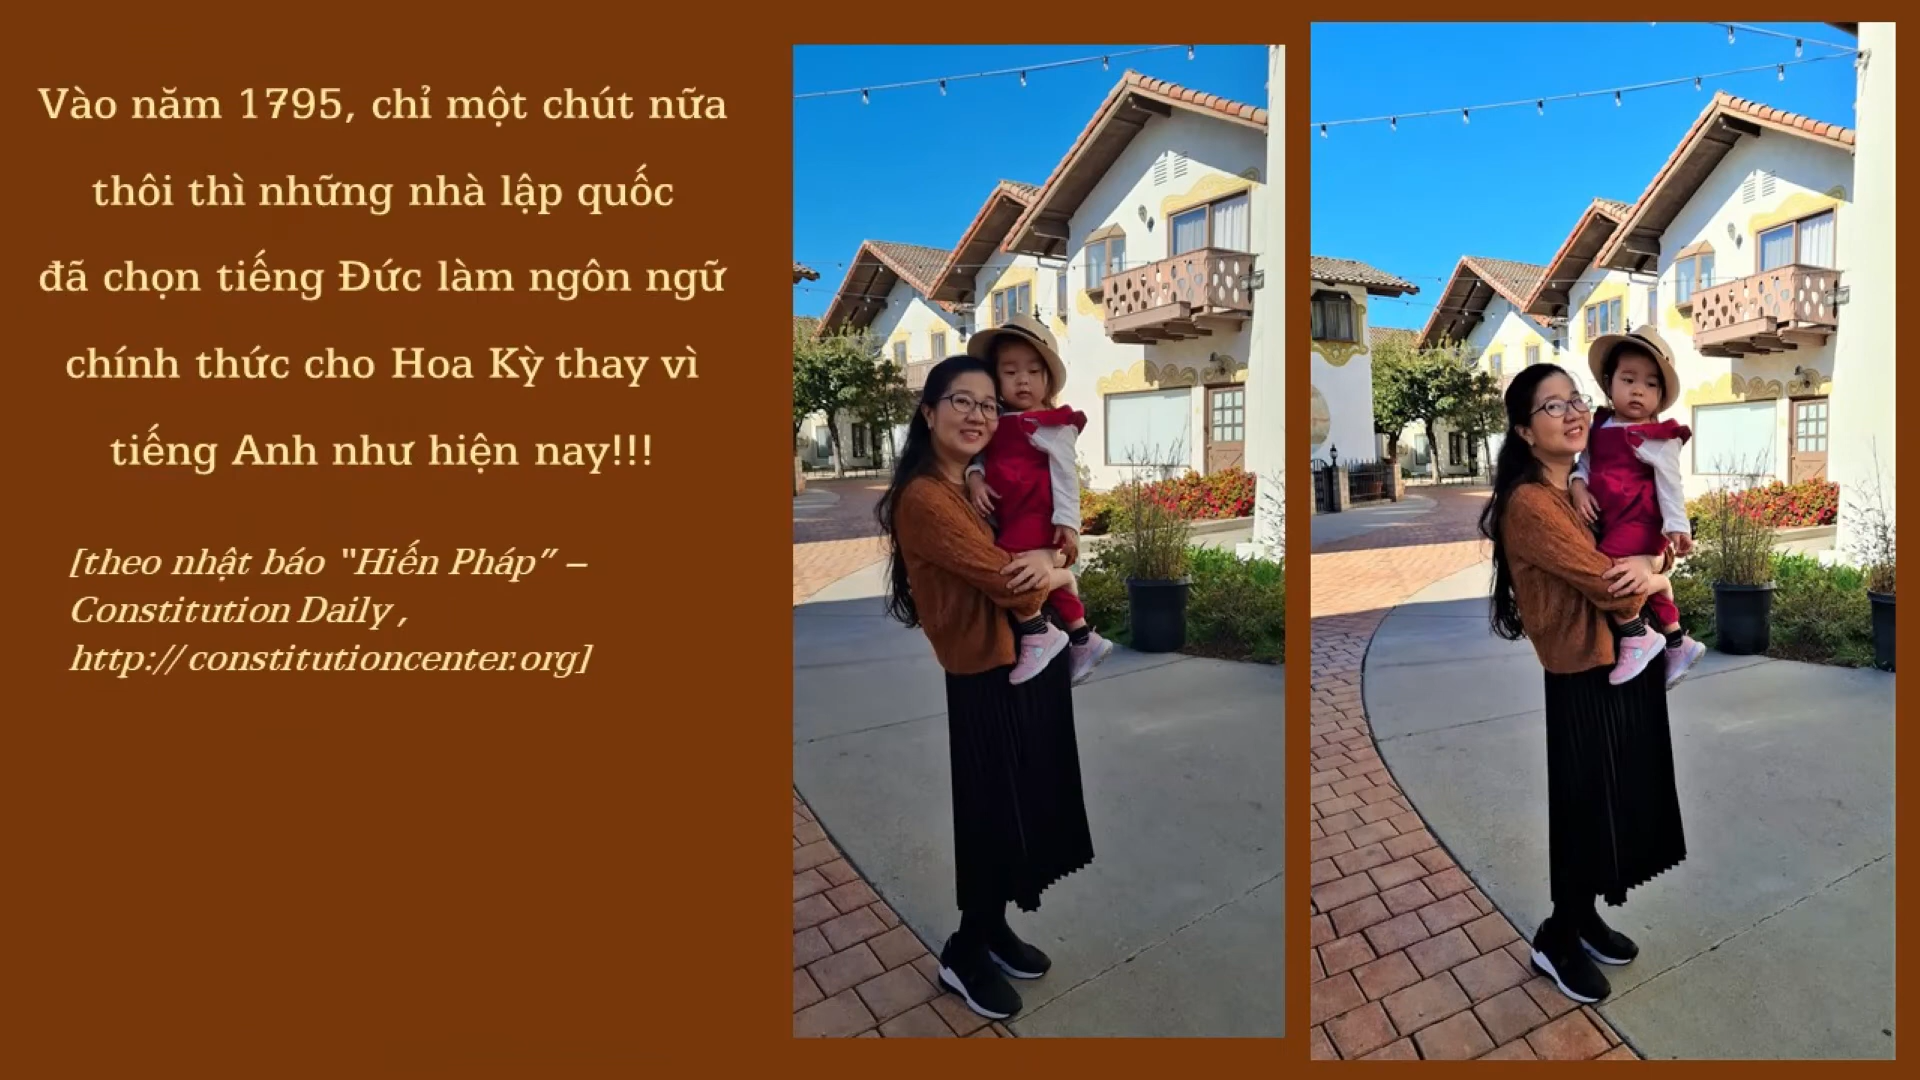 Vào năm 1795, chỉ một chút nữa
thôi thì những nhà lập quốc
đã chọn tiếng Đức làm ngôn ngữ
chính thức cho Hoa Kỳ thay vì
tiếng Anh như hiện nay!!!
[theo nhật báo "Hiến Pháp" –
Constitution Daily ,
http:// constitutioncenter.org]